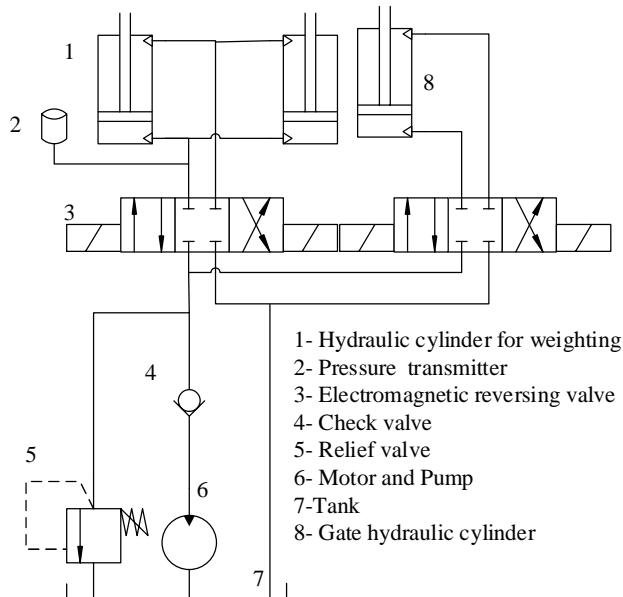 1
2
3
8
4
5
6
7
1- Hydraulic cylinder for weighting
2- Pressure transmitter
3- Electromagnetic reversing valve
4- Check valve
5- Relief valve
6- Motor and Pump
7-Tank
8- Gate hydraulic cylinder